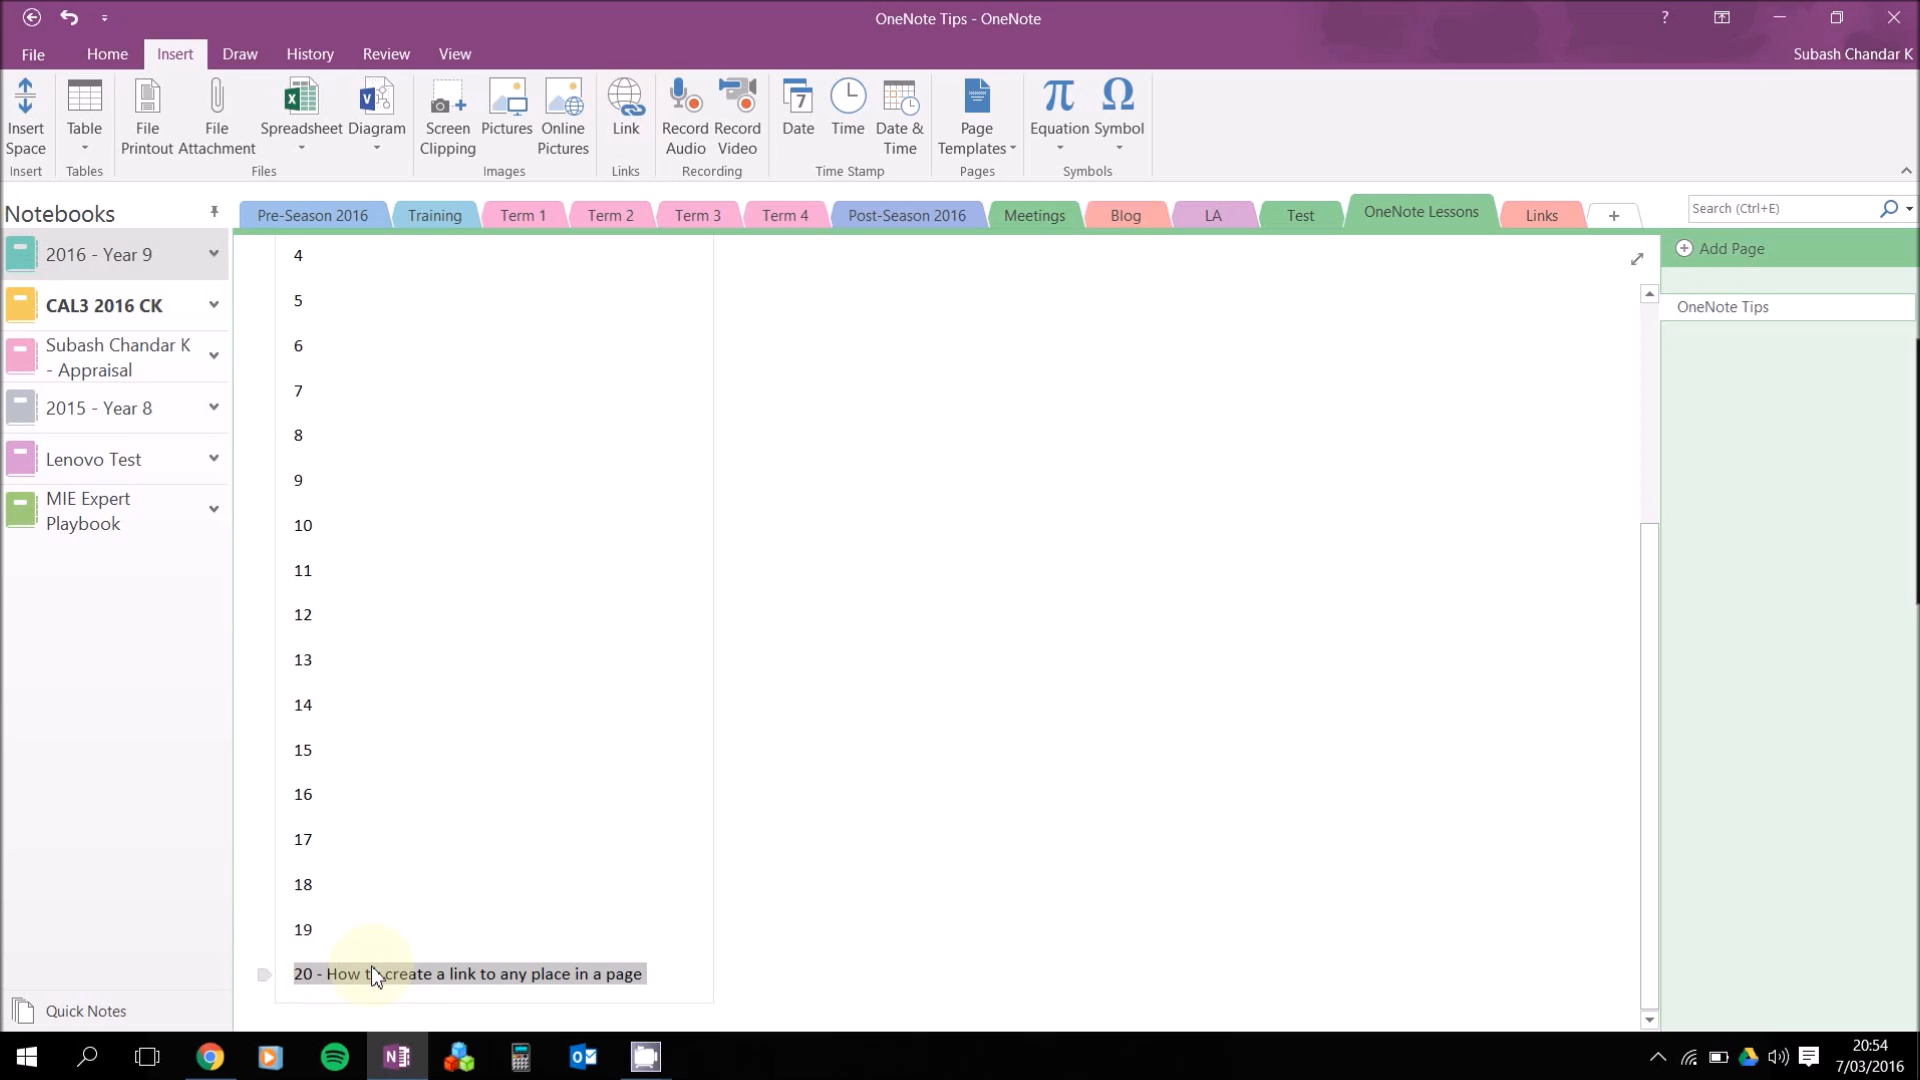 OneNote Tips - OneNote
?
File
Home
Insert
Draw
History
Review
View
Subash Chandar K
Insert Space
Table
File Printout
File Attachment
Spreadsheet
Diagram
Screen Clipping
Pictures
Online Pictures
Link
Record Audio
Record Video
7
Date
Time
Date & Time
Page Templates
π
Equation
Ω
Symbol
Insert
Tables
Files
Images
Links
Recording
Time Stamp
Pages
Symbols
Notebooks
Pre-Season 2016
Training
Term 1
Term 2
Term 3
Term 4
Post-Season 2016
Meetings
Blog
LA
Test
OneNote Lessons
Links
+
Search (Ctrl+E)
2016 - Year 9
CAL3 2016 CK
Subash Chandar K
- Appraisal
2015 - Year 8
Lenovo Test
MIE Expert
Playbook
Quick Notes
4
5
6
7
8
9
10
11
12
13
14
15
16
17
18
19
20 - How to create a link to any place in a page
Add Page
OneNote Tips
20:54
7/03/2016